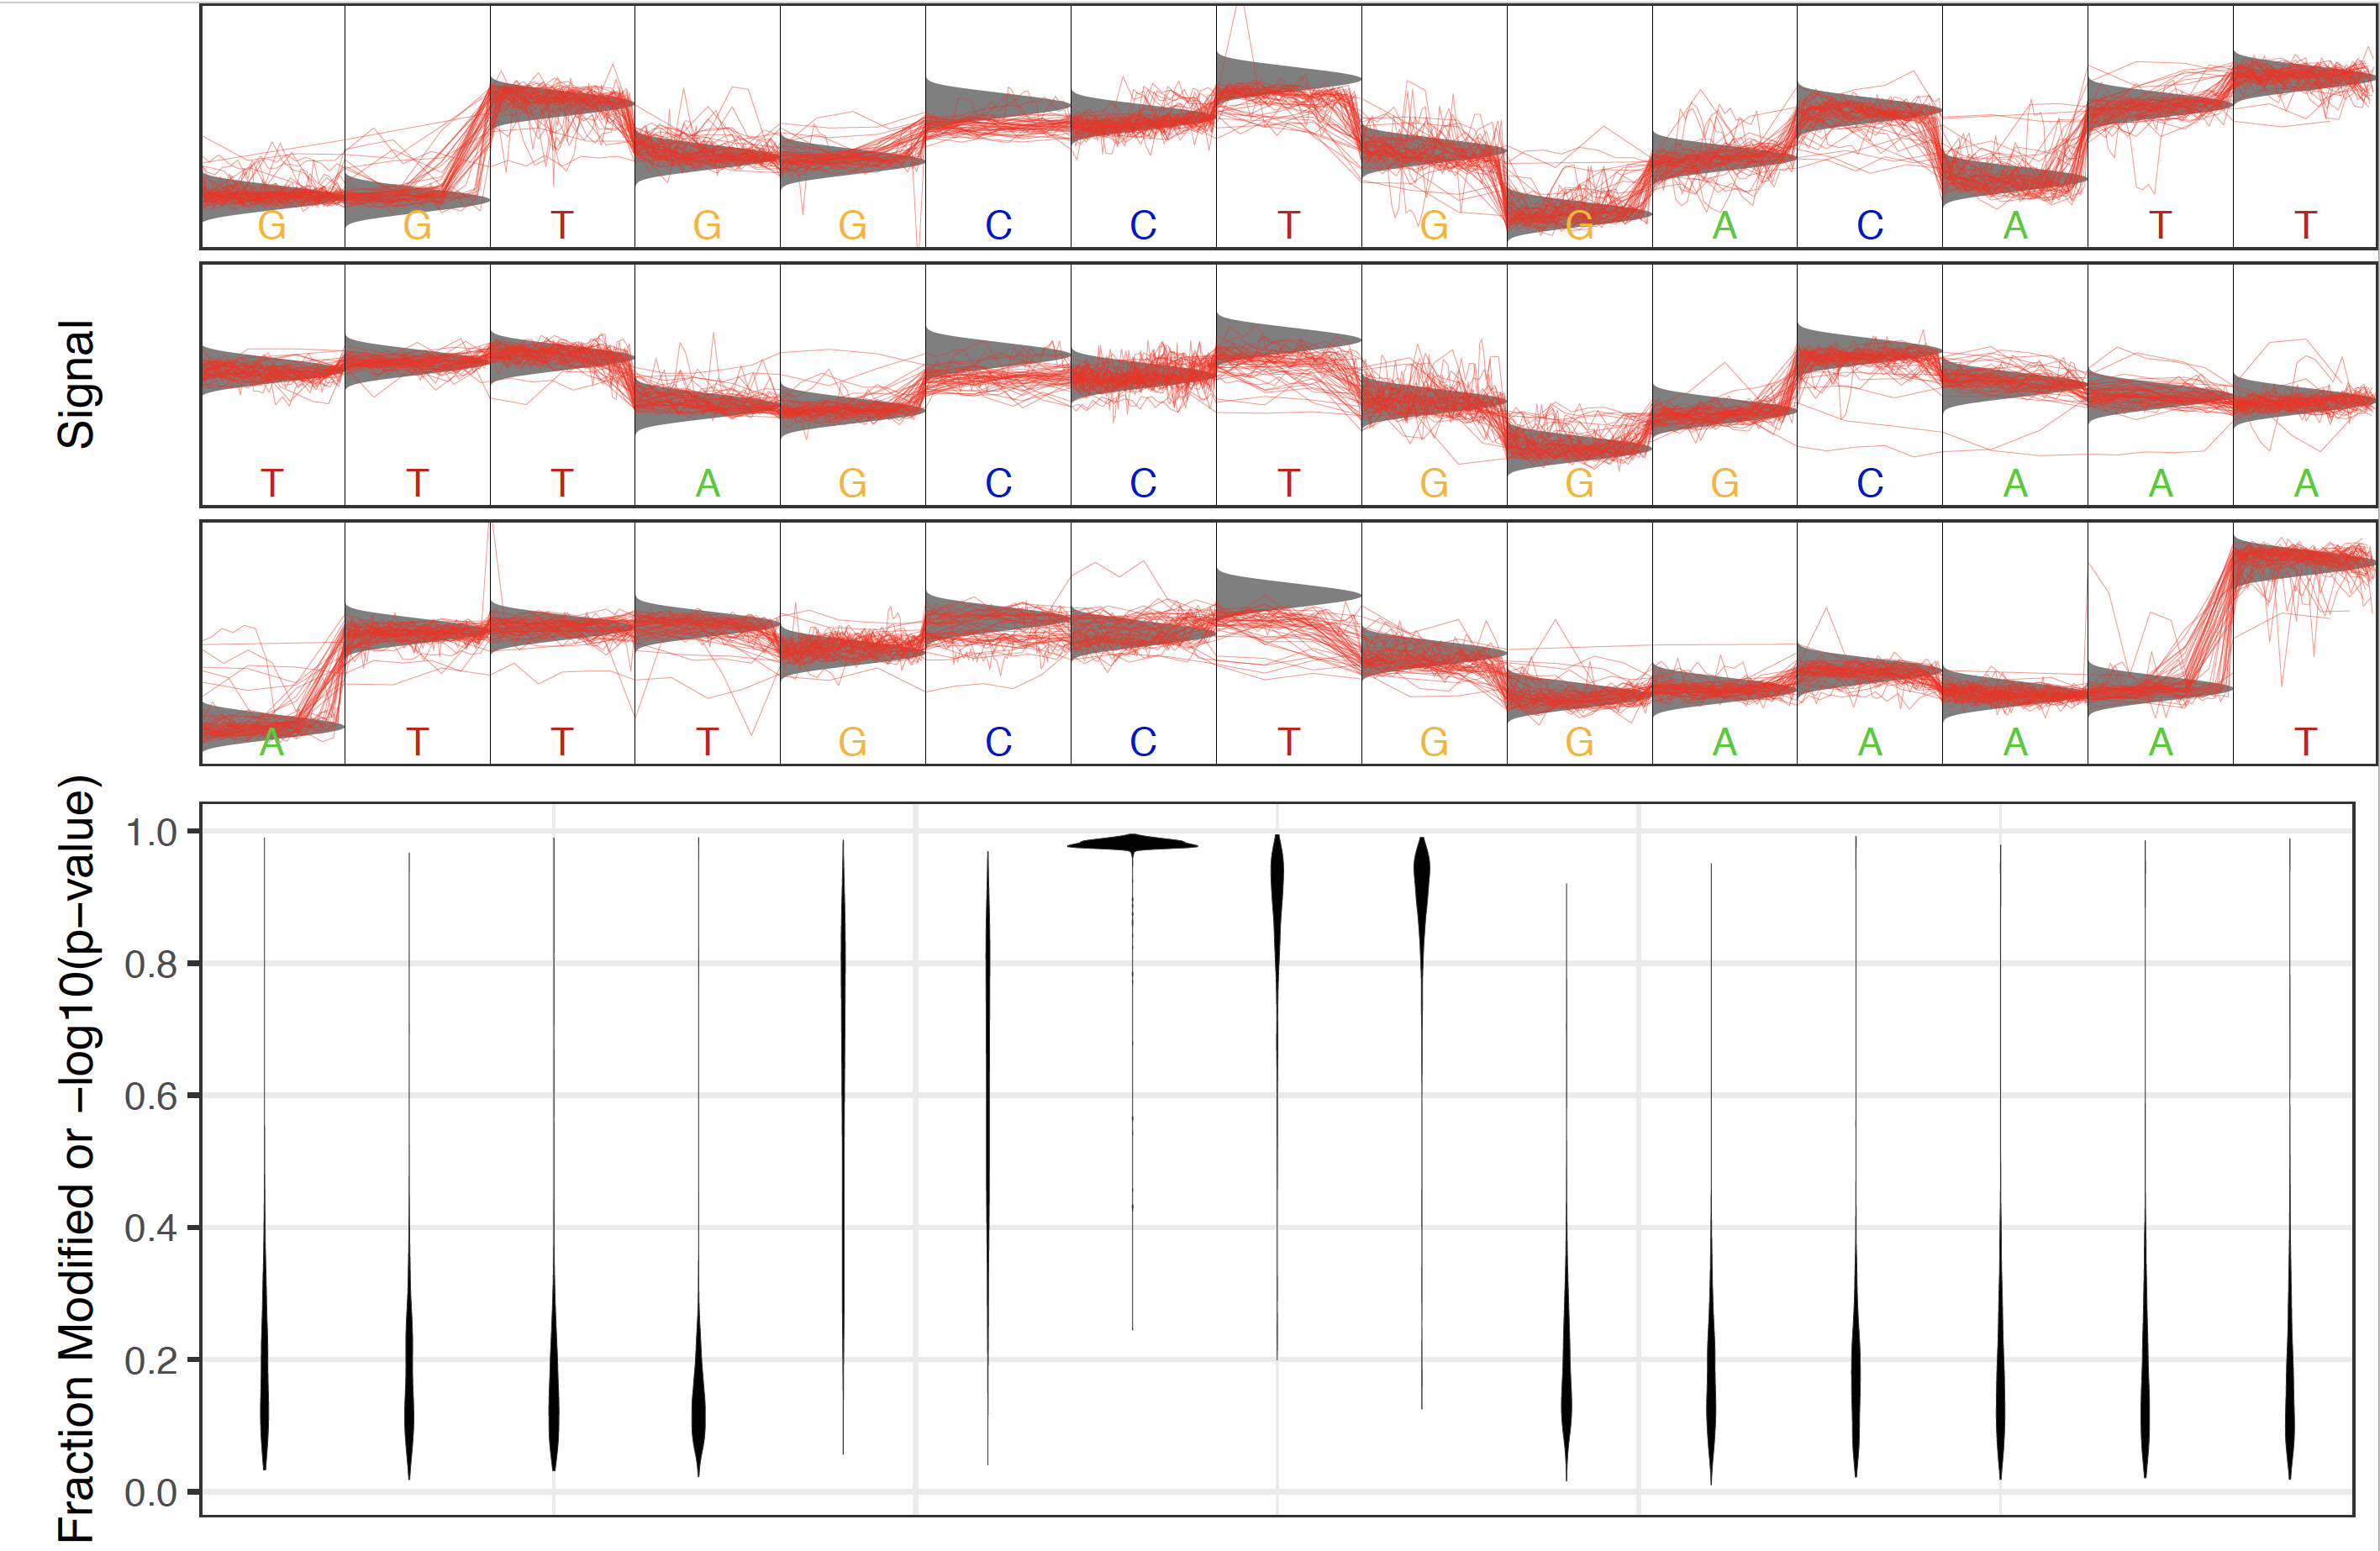 G G T G G C C T G G A C A T T
Signal
T T T A G C C T G G G C A A A
A T T T G C C T G G A A A A T
Fraction Modified or −log10(p−value)
1.0
0.8
0.6
0.4
0.2
0.0